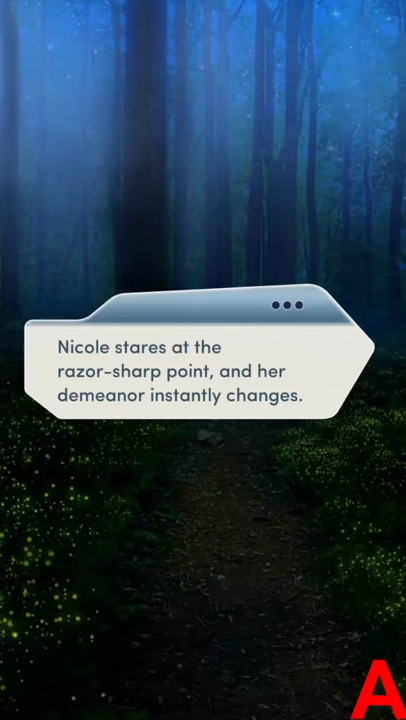 Nicole stares at the
razor-sharp point, and her
demeanor instantly changes.
A